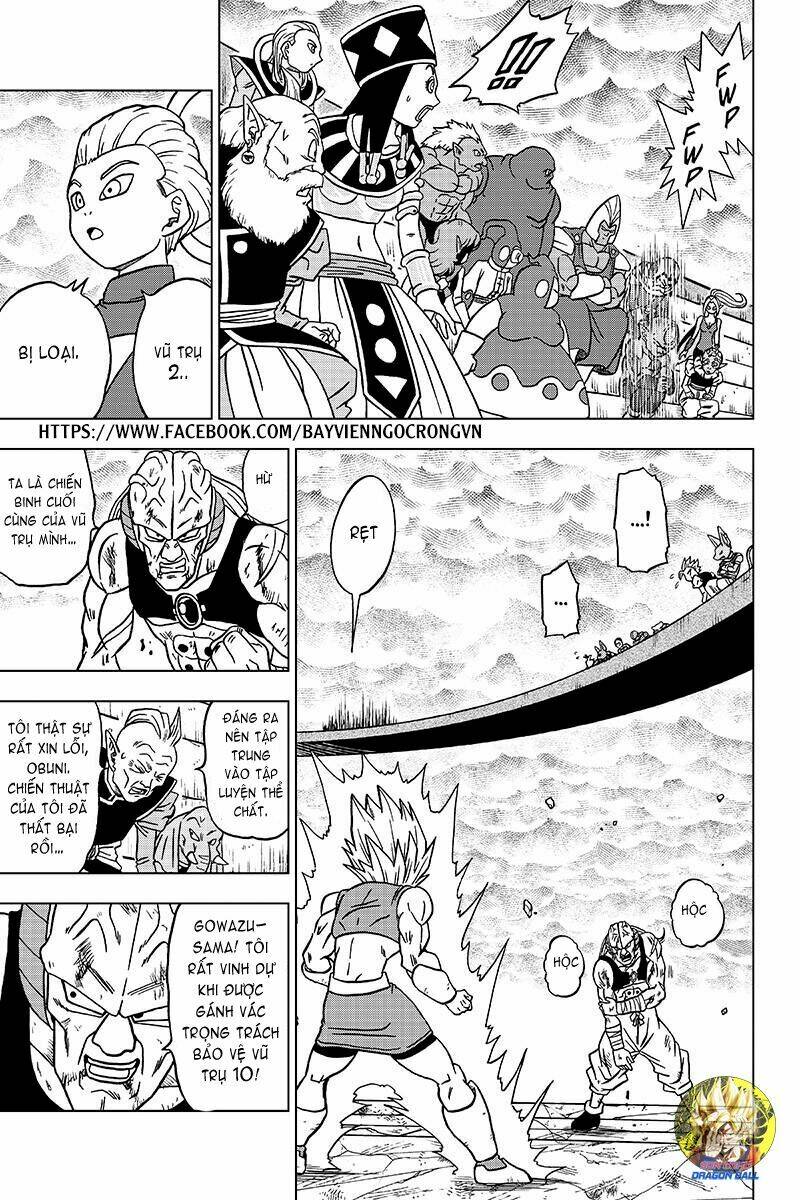 !!
FWP
FWP
VŨ TRỤ
2..
BỊ LOẠI.
HTTPS://WWW.FACEBOOK.COM/BAYVIENNGOCRONGVN
...!
...
RẸT
HỘC
HỘC
HỪ
TA LÀ CHIẾN
BINH CUỐI
CÙNG CỦA VŨ
TRỤ MÌNH...
ĐÁNG RA
NÊN TẬP
TRUNG
VÀO TẬP
LUYỆN THỂ
CHẤT.
TÔI THẬT SỰ
RẤT XIN LỖI,
OBUNI.
CHIẾN THUẬT
CỦA TÔI ĐÃ
THẤT BẠI
RỒI...
GOWAZU-
SAMA! TÔI
RẤT VINH DỰ
KHI ĐƯỢC
GÁNH VÁC
TRỌNG TRÁCH
BẢO VỆ VŨ
TRỤ 10!
DRAGON BALL